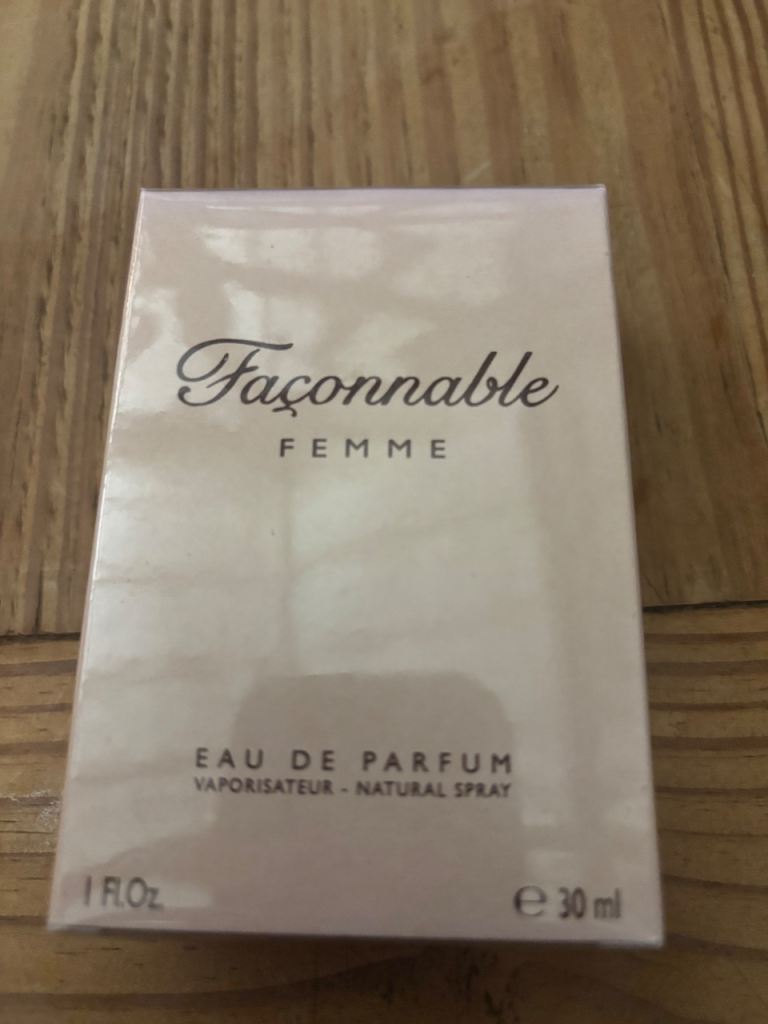 Façonnable
FEMME
EAU DE PARFUM
VAPORISATEUR - NATURAL SPRAY
1 Fl.Oz.
e 30 ml